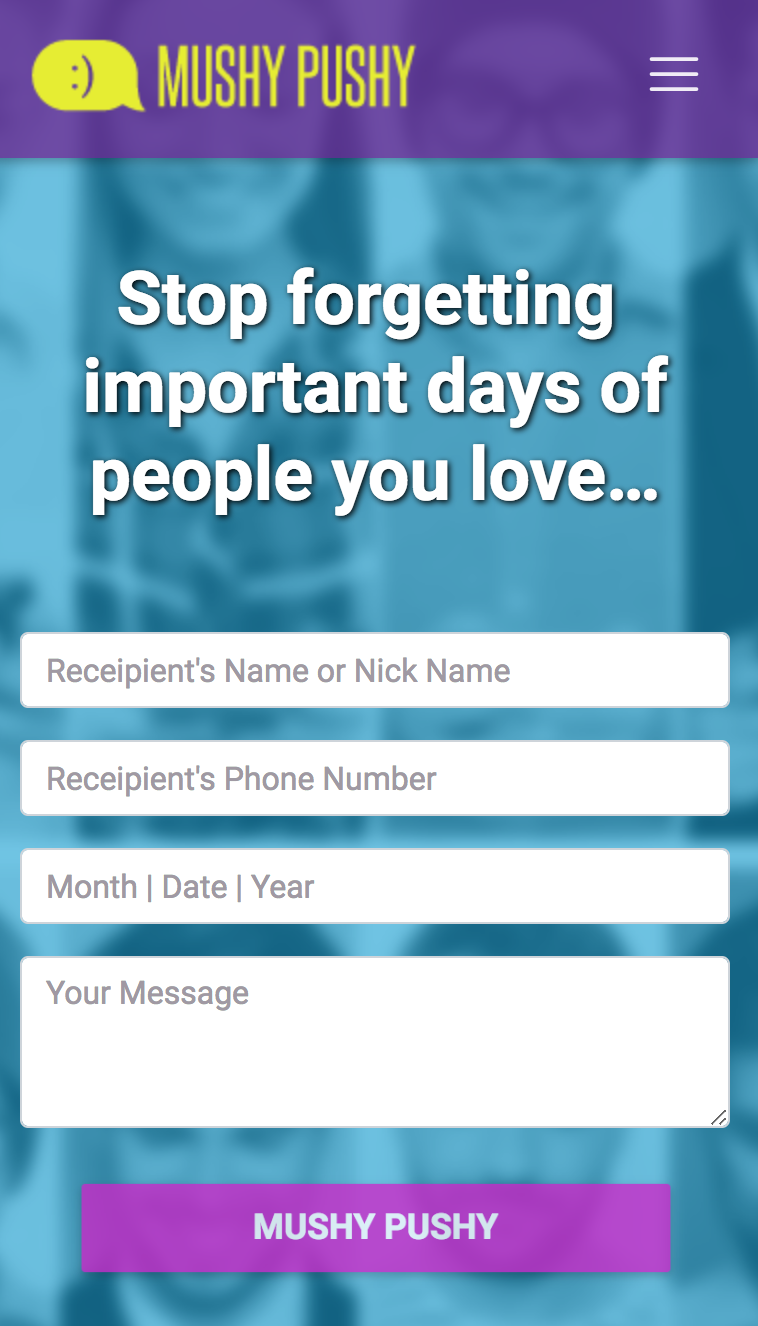 :) MUSHY PUSHY
Stop forgetting
important days of
people you love…
Receipient's Name or Nick Name
Receipient's Phone Number
Month | Date | Year
Your Message
MUSHY PUSHY